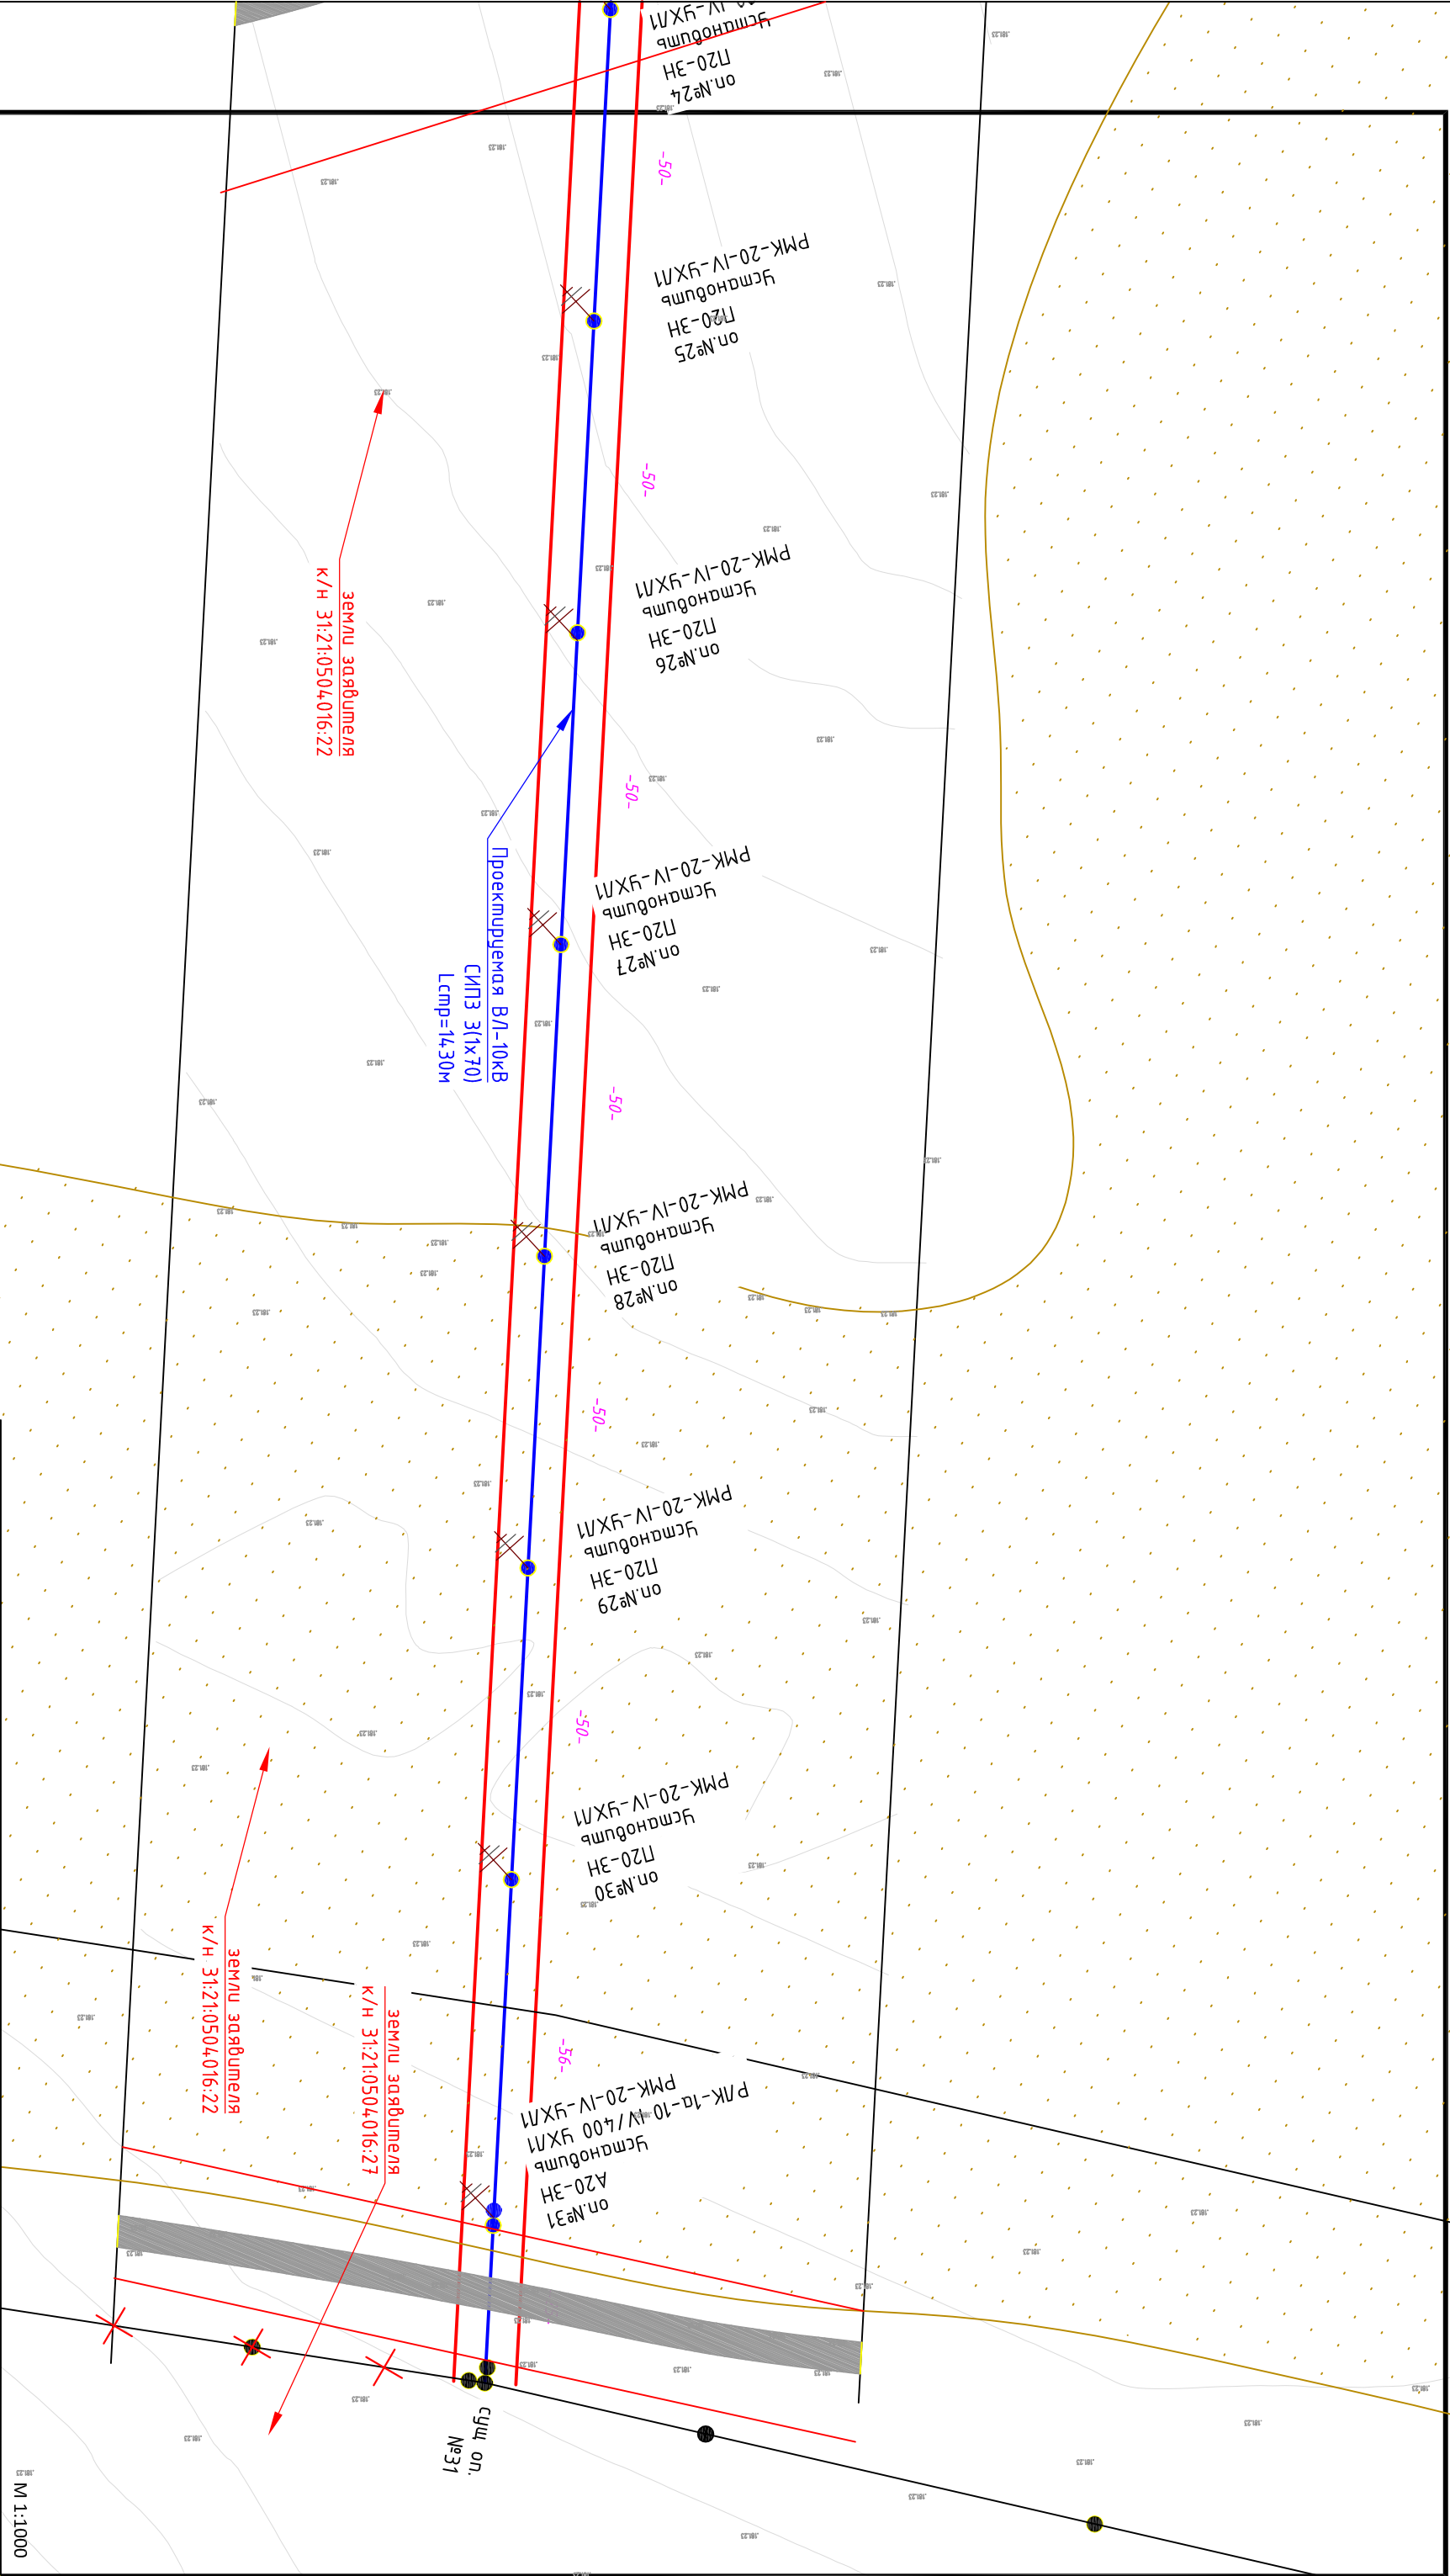 оп.№24
П20-3Н
Установить
-50-
оп.№25
П20-3Н
Установить
РМК-20-IV-УХЛ1
-50-
оп.№26
П20-3Н
Установить
РМК-20-IV-УХЛ1
земли заявителя
к/н 31:21:0504016:22
-50-
оп.№27
П20-3Н
Установить
РМК-20-IV-УХЛ1
Проектируемая ВЛ-10кВ
СИП3 3(1х70)
Lстр=1430м
-50-
оп.№28
П20-3Н
Установить
РМК-20-IV-УХЛ1
-50-
оп.№29
П20-3Н
Установить
РМК-20-IV-УХЛ1
-50-
оп.№30
П20-3Н
Установить
РМК-20-IV-УХЛ1
земли заявителя
к/н 31:21:0504016:22
земли заявителя
к/н 31:21:0504016:27
-56-
оп.№31
А20-3Н
Установить
РЛК-1а-10-IV/400 УХЛ1
РМК-20-IV-УХЛ1
сущ оп.
№31
М 1:1000